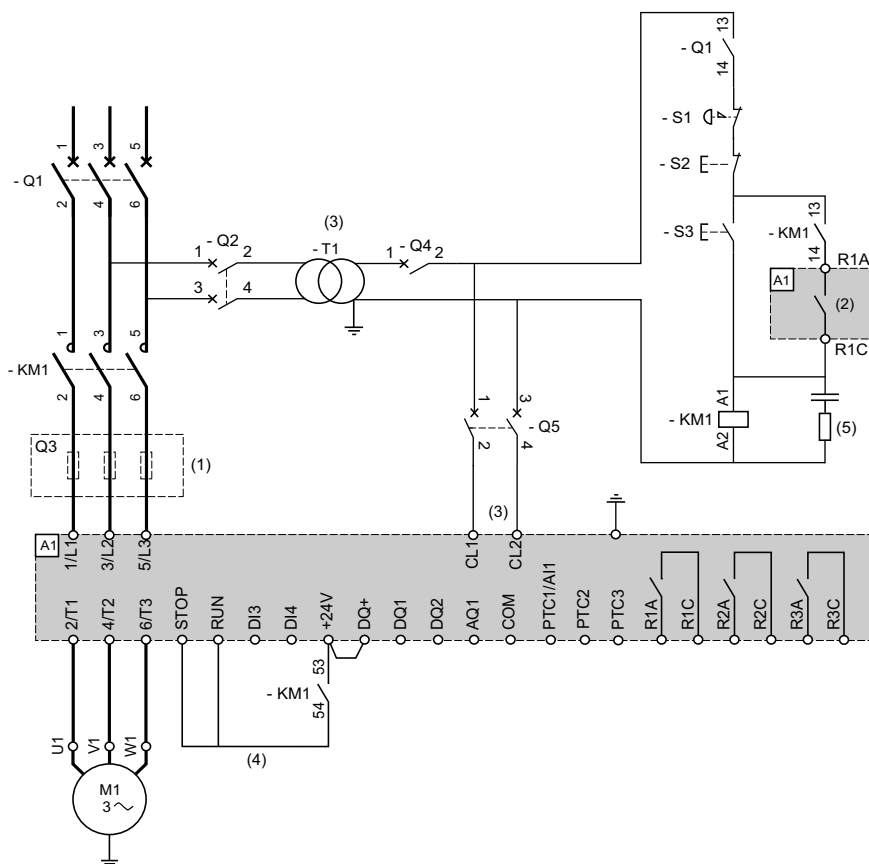 13
- Q1
14
- S1
- S2
- S3
13
- KM1
14
R1A
A1
(2)
R1C
1 3 5
- Q1
2 4 6
(3)
1 - Q2 2
- T1
1 - Q4 2
3 4
1 3 5
- KM1
2 4 6
1 3
- Q5
2 4
A1
- KM1
A2
(5)
Q3
(1)
(3)
A1
1/L1 3/L2 5/L3 CL1 CL2
2/T1 4/T2 6/T3 STOP RUN DI3 DI4 +24V DQ+ DQ1 DQ2 AQ1 COM PTC1/AI1 PTC2 PTC3 R1A R1C R2A R2C R3A R3C
53
- KM1
54
(4)
U1 V1 W1
M1
3